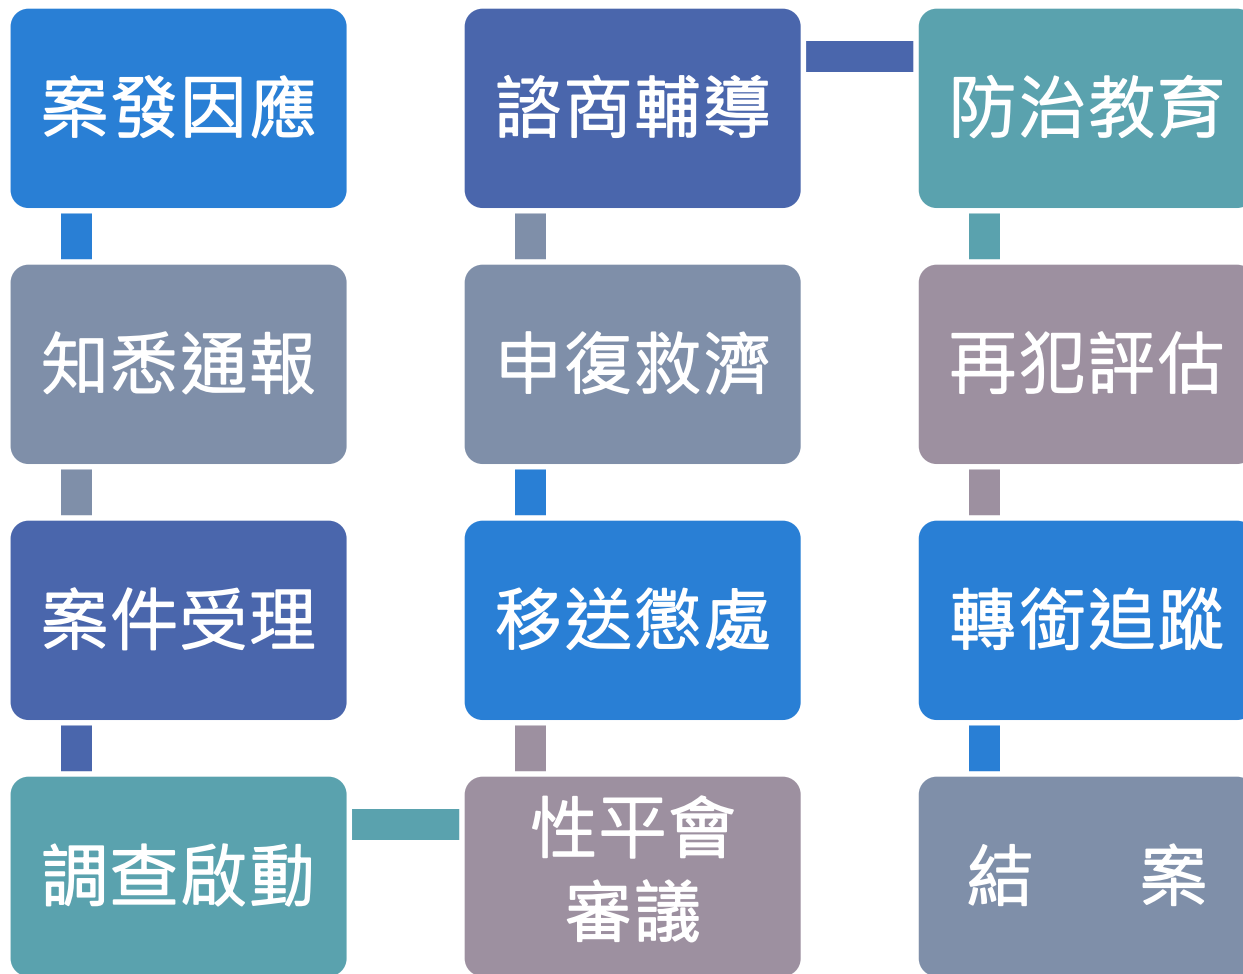 案發因應
知悉通報
案件受理
調查啟動
性平會
審議
移送懲處
申復救濟
諮商輔導
防治教育
再犯評估
轉銜追蹤
結　案